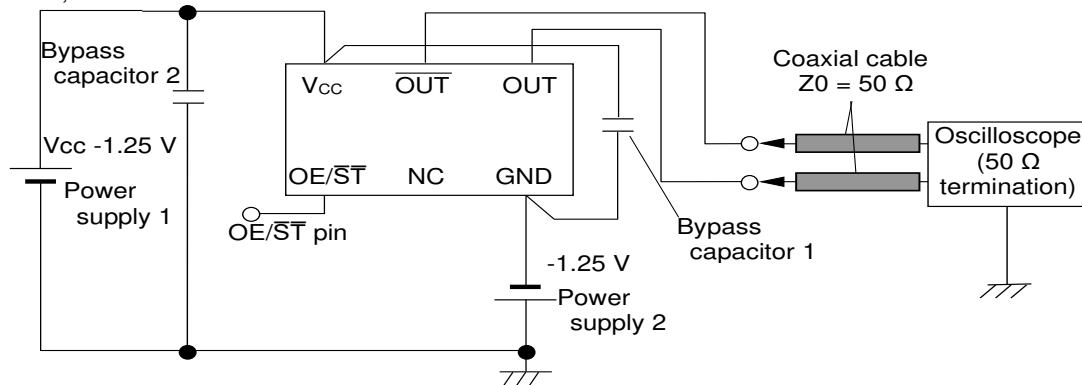 Bypass
capacitor 2
Vcc -1.25 V
Power
supply 1
VCC
OUT
OUT
OE/ST
NC
GND
OE/ST pin
-1.25 V
Power
supply 2
Bypass
capacitor 1
Coaxial cable
Z0 = 50 Ω
Oscilloscope
(50 Ω
termination)